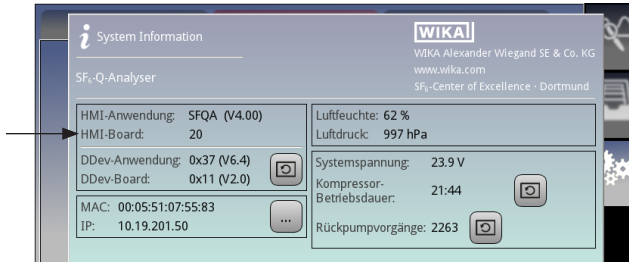 i System Information
WIKA
WIKA Alexander Wiegand SE & Co. KG
www.wika.com
SF₆-Q-Analyser
SF₆-Center of Excellence · Dortmund
HMI-Anwendung: SFQA (V4.00)
HMI-Board: 20
DDev-Anwendung: 0x37 (V6.4)
DDev-Board: 0x11 (V2.0)
MAC: 00:05:51:07:55:83
IP: 10.19.201.50
...
Luftfeuchte: 62 %
Luftdruck: 997 hPa
Systemspannung: 23.9 V
Kompressor-
Betriebsdauer: 21:44
Rückpumpvorgänge: 2263